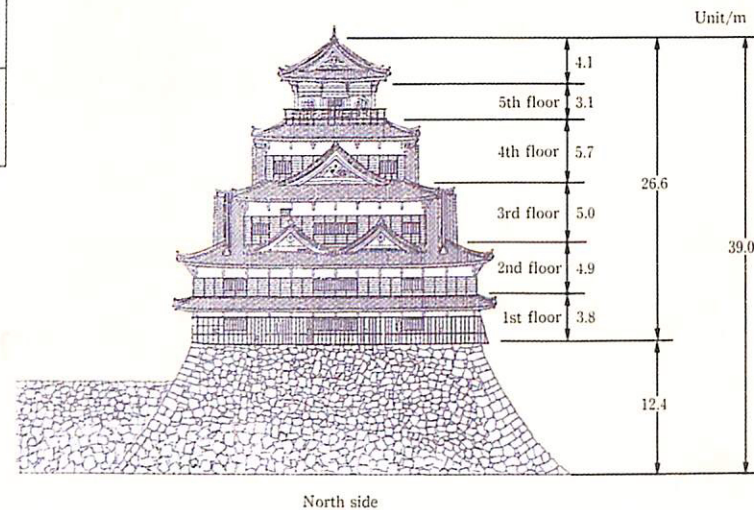 Unit/m
4.1
5th floor 3.1
4th floor 5.7
26.6
3rd floor 5.0
39.0
2nd floor 4.9
1st floor 3.8
12.4
North side